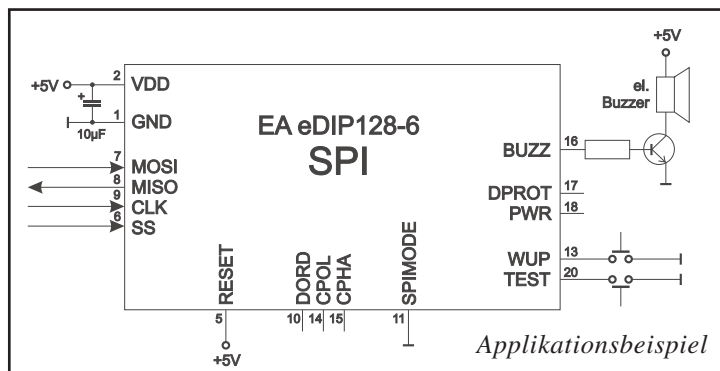 +5V
2
VDD
+
1
GND
10µF
7
MOSI
8
MISO
9
CLK
6
SS
EA eDIP128-6
SPI
+5V
el.
Buzzer
BUZZ
16
DPROT
17
PWR
18
WUP
13
TEST
20
RESET
DORD
CPOL
CPHA
SPIMODE
5
10
14
15
11
+5V
Applikationsbeispiel